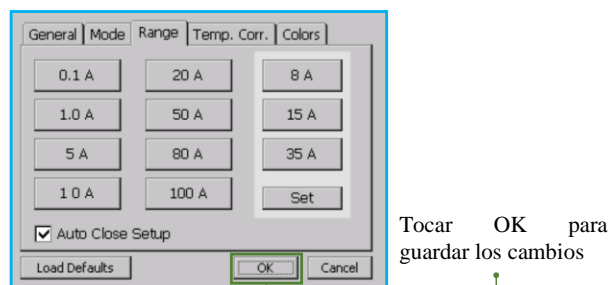 General Mode Range Temp. Corr. Colors
0.1 A 20 A 8 A
1.0 A 50 A 15 A
5 A 80 A 35 A
1 0 A 100 A Set
Auto Close Setup
Load Defaults OK Cancel
Tocar OK para
guardar los cambios